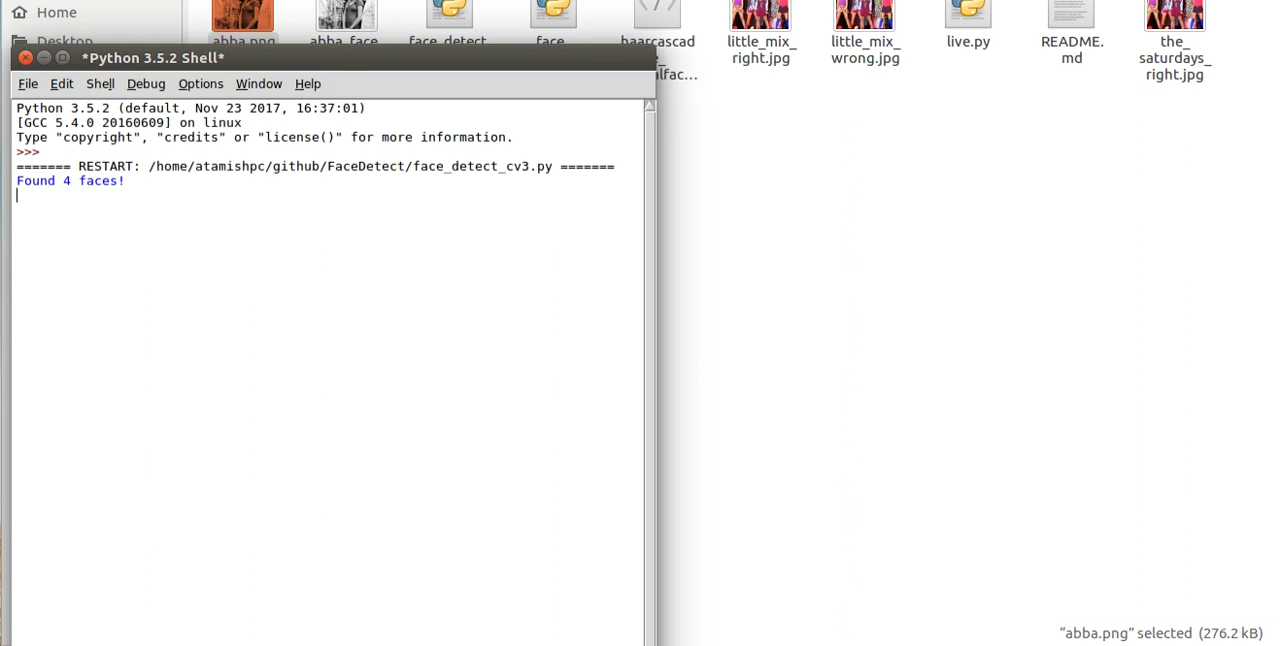 Home
Desktop
abba.png
abba_face
face_detect
face
haarcascad
e_
alfac…
little_mix_
right.jpg
little_mix_
wrong.jpg
live.py
README.
md
the_
saturdays_
right.jpg
*Python 3.5.2 Shell*
File Edit Shell Debug Options Window Help
Python 3.5.2 (default, Nov 23 2017, 16:37:01)
[GCC 5.4.0 20160609] on linux
Type "copyright", "credits" or "license()" for more information.
>>>
======= RESTART: /home/atamishpc/github/FaceDetect/face_detect_cv3.py =======
Found 4 faces!
“abba.png” selected (276.2 kB)